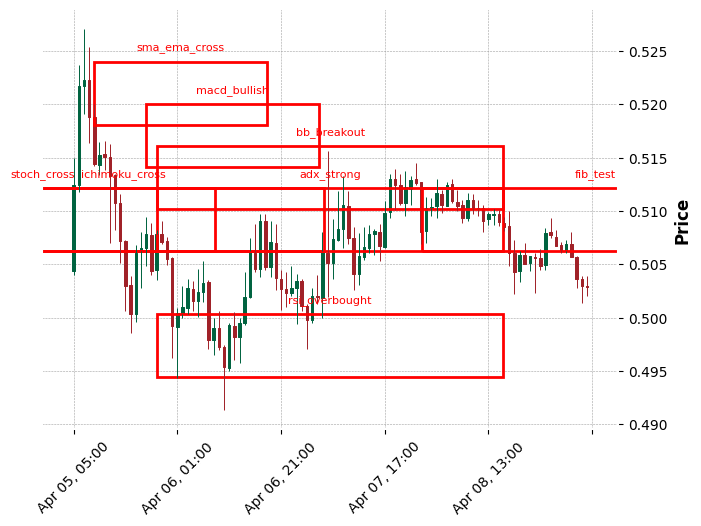 sma_ema_cross
macd_bullish
bb_breakout
stoch_cross
ichimoku_cross
adx_strong
fib_test
rsi_overbought
0.525
0.520
0.515
0.510
0.505
0.500
0.495
0.490
Price
Apr 05, 05:00
Apr 06, 01:00
Apr 06, 21:00
Apr 07, 17:00
Apr 08, 13:00